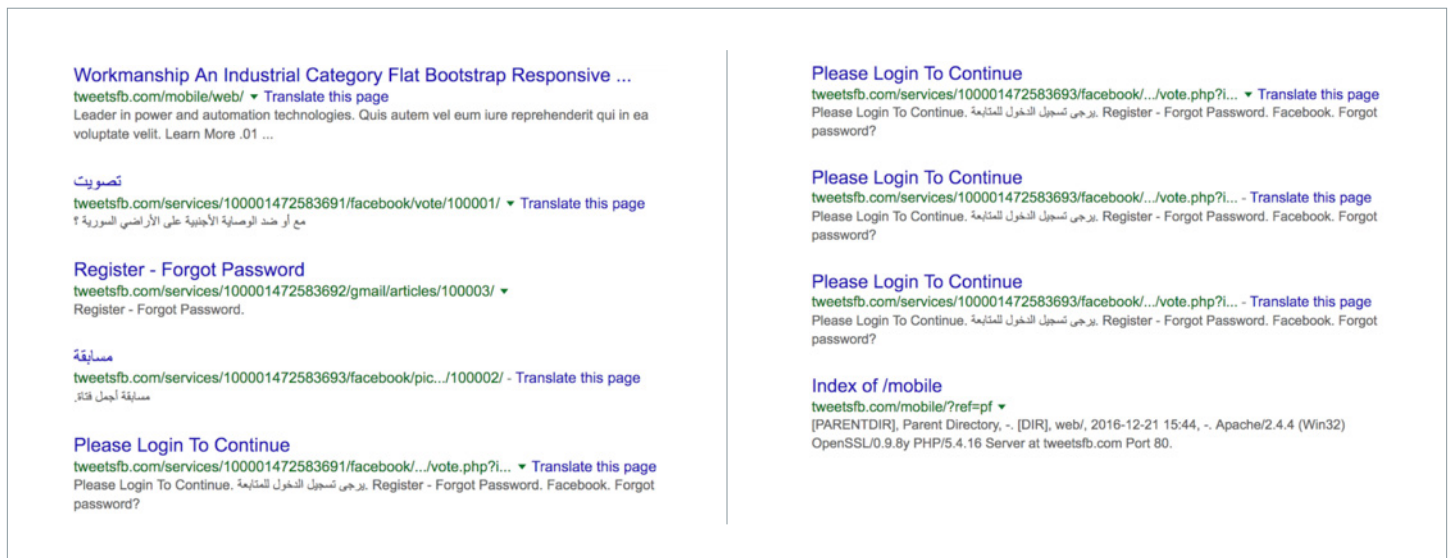 Workmanship An Industrial Category Flat Bootstrap Responsive ...
tweetsfb.com/mobile/web/ ▾ Translate this page
Leader in power and automation technologies. Quis autem vel eum iure reprehenderit qui in ea
voluptate velit. Learn More .01 ...
تصويت
tweetsfb.com/services/100001472583691/facebook/vote/100001/ ▾ Translate this page
مع أو ضد الوصاية الأجنبية على الأراضي السورية ؟
Register - Forgot Password
tweetsfb.com/services/100001472583692/gmail/articles/100003/ ▾
Register - Forgot Password.
مسابقة
tweetsfb.com/services/100001472583693/facebook/pic.../100002/ - Translate this page
مسابقة أجمل فتاة.
Please Login To Continue
tweetsfb.com/services/100001472583691/facebook/.../vote.php?i... ▾ Translate this page
Please Login To Continue. يرجى تسجيل الدخول للمتابعة. Register - Forgot Password. Facebook. Forgot
password?
Please Login To Continue
tweetsfb.com/services/100001472583693/facebook/.../vote.php?i... ▾ Translate this page
Please Login To Continue. يرجى تسجيل الدخول للمتابعة. Register - Forgot Password. Facebook. Forgot
password?
Please Login To Continue
tweetsfb.com/services/100001472583693/facebook/.../vote.php?i... - Translate this page
Please Login To Continue. يرجى تسجيل الدخول للمتابعة. Register - Forgot Password. Facebook. Forgot
password?
Please Login To Continue
tweetsfb.com/services/100001472583693/facebook/.../vote.php?i... - Translate this page
Please Login To Continue. يرجى تسجيل الدخول للمتابعة. Register - Forgot Password. Facebook. Forgot
password?
Index of /mobile
tweetsfb.com/mobile/?ref=pf ▾
[PARENTDIR], Parent Directory, -. [DIR], web/, 2016-12-21 15:44, -. Apache/2.4.4 (Win32)
OpenSSL/0.9.8y PHP/5.4.16 Server at tweetsfb.com Port 80.